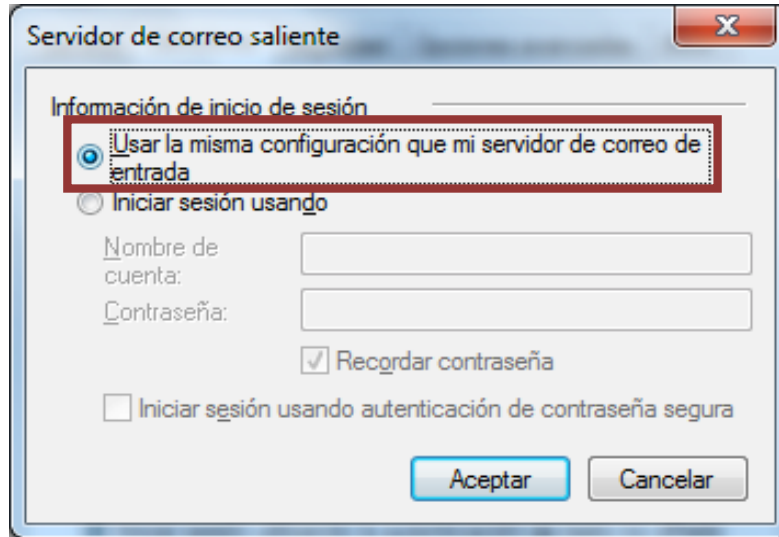 Servidor de correo saliente
Información de inicio de sesión
Usar la misma configuración que mi servidor de correo de
entrada
Iniciar sesión usando
Nombre de
cuenta:
Contraseña:
Recordar contraseña
Iniciar sesión usando autenticación de contraseña segura
Aceptar
Cancelar